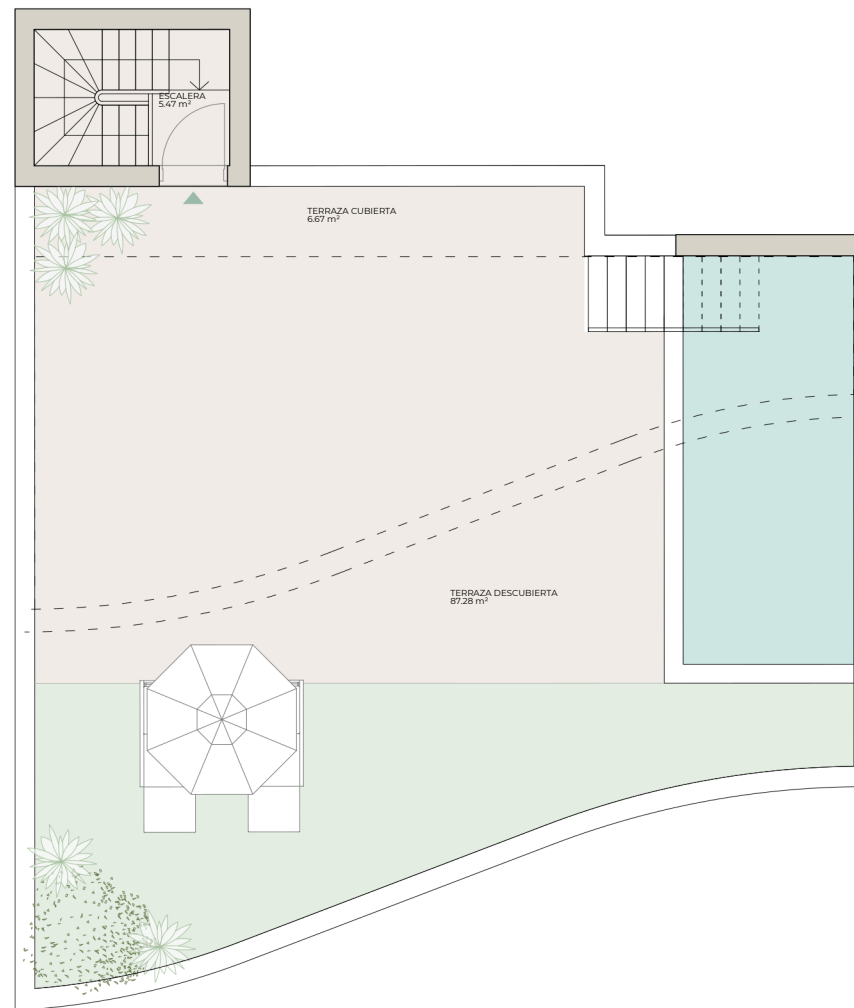 ESCALERA
5.47 m²
TERRAZA CUBIERTA
6.67 m²
TERRAZA DESCUBIERTA
87.28 m²